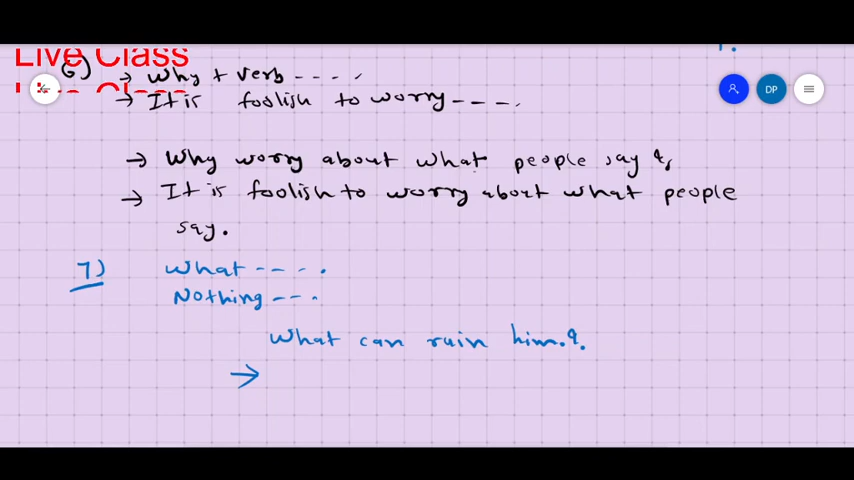 Live Class
6) → Why + verb ----
→ It is foolish to worry ----.
→ Why worry about what people say ?
→ It is foolish to worry about what people
say.
7) What ----.
Nothing ---.
What can ruin him.?
→
DP